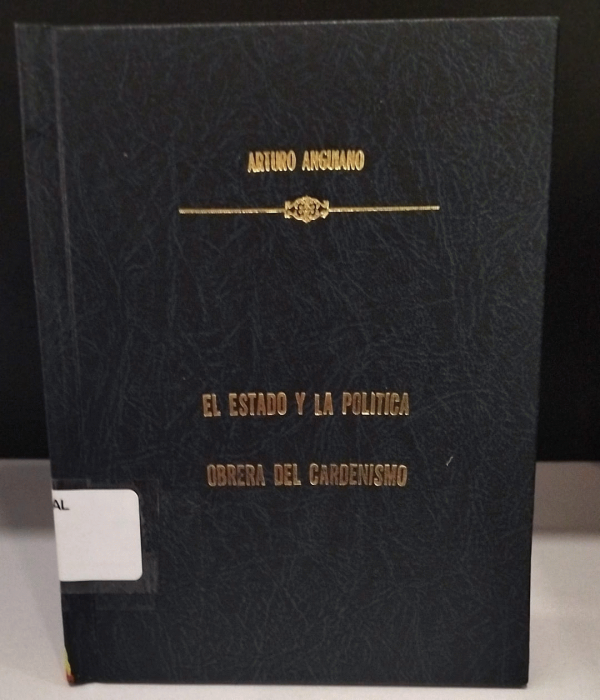 ARTURO ANGUIANO
EL ESTADO Y LA POLITICA
OBRERA DEL CARDENISMO
AL